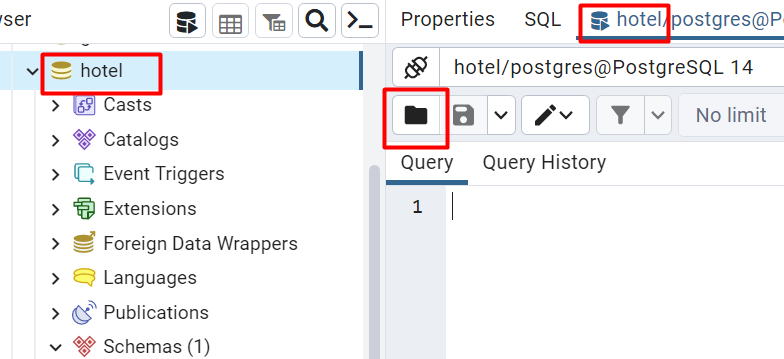 wser
Properties SQL hotel/postgres@Po
hotel
hotel/postgres@PostgreSQL 14
Casts
No limit
Catalogs
Query Query History
Event Triggers
1
Extensions
Foreign Data Wrappers
Languages
Publications
Schemas (1)